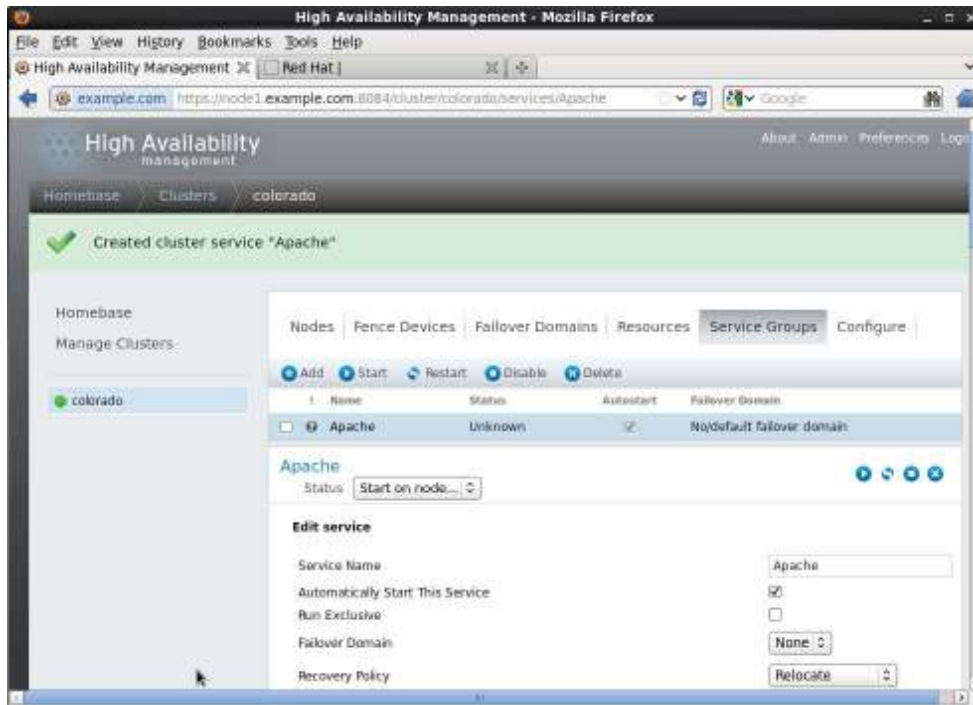 High Availability Management - Mozilla Firefox
File Edit View History Bookmarks Tools Help
High Availability Management Red Hat |
example.com https://node1.example.com:8084/cluster/colorado/services/Apache Google
High Availability
management
About Admin Preferences Logo
Homebase Clusters colorado
Created cluster service "Apache"
Homebase
Manage Clusters
colorado
Nodes Fence Devices Failover Domains Resources Service Groups Configure
Add Start Restart Disable Delete
! Name Status Autostart Failover Domain
Apache Unknown No/default failover domain
Apache
Status Start on node...
Edit service
Service Name Apache
Automatically Start This Service
Run Exclusive
Failover Domain None
Recovery Policy Relocate